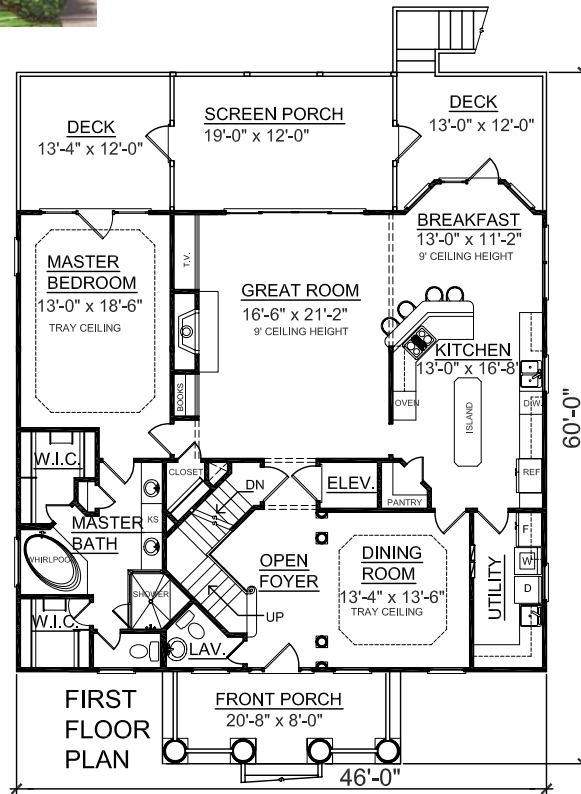 DECK
13'-4" x 12'-0"
SCREEN PORCH
19'-0" x 12'-0"
DECK
13'-0" x 12'-0"
MASTER
BEDROOM
13'-0" x 18'-6"
TRAY CEILING
T.V.
GREAT ROOM
16'-6" x 21'-2"
9' CEILING HEIGHT
BREAKFAST
13'-0" x 11'-2"
9' CEILING HEIGHT
KITCHEN
13'-0" x 16'-8"
BOOKS
OVEN
ISLAND
D.W.
REF
60'-0"
W.I.C.
CLOSET
DN
ELEV.
PANTRY
MASTER
BATH
KS
WHIRLPOOL
SHOWER
W.I.C.
OPEN
FOYER
UP
LAV.
DINING
ROOM
13'-4" x 13'-6"
TRAY CEILING
UTILITY
F
W
D
FIRST
FLOOR
PLAN
FRONT PORCH
20'-8" x 8'-0"
46'-0"